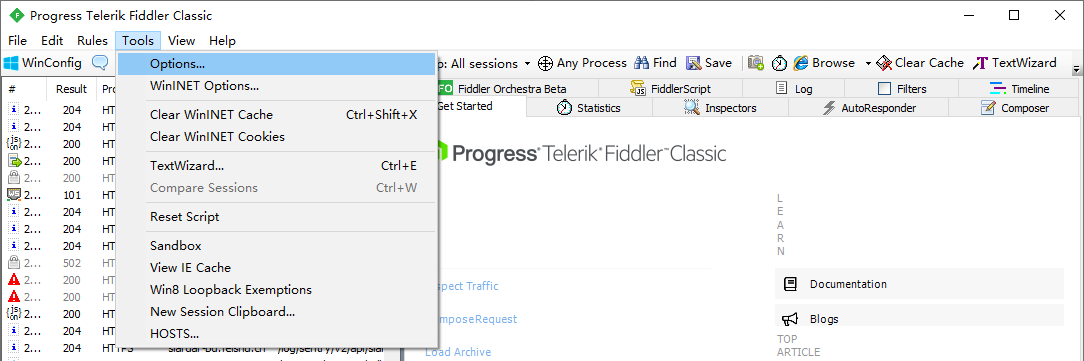 Progress Telerik Fiddler Classic
File Edit Rules Tools View Help
WinConfig All sessions Any Process Find Save Browse Clear Cache TextWizard
Options...
WinINET Options...
Clear WinINET Cache Ctrl+Shift+X
Clear WinINET Cookies
TextWizard... Ctrl+E
Compare Sessions Ctrl+W
Reset Script
Sandbox
View IE Cache
Win8 Loopback Exemptions
New Session Clipboard...
HOSTS...
# Result
2... 204 HT
2... 204 HT
2... 200 HT
2... 200 HT
2... 200 HT
2... 101 HT
2... 204 HT
2... 204 HT
2... 204 HT
2... 502 HT
2... 200 HT
2... 200 HT
2... 200 HT
2... 204 HT
2... 204 HTTPS
FO Fiddler Orchestra Beta FiddlerScript Log Filters Timeline
Get Started Statistics Inspectors AutoResponder Composer
Progress Telerik Fiddler Classic
L
E
A
R
N
Inspect Traffic
Compose Request
Load Archive
Documentation
Blogs
TOP
ARTICLE